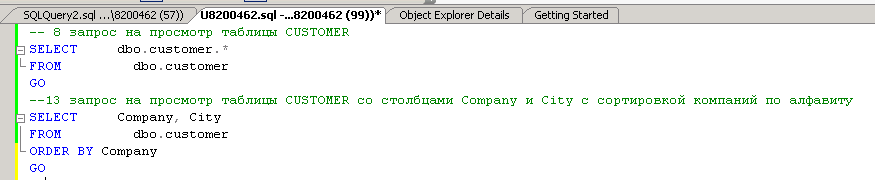 SQLQuery2.sql ...\8200462 (57))
U8200462.sql -...8200462 (99))*
Object Explorer Details
Getting Started
-- 8 запрос на просмотр таблицы CUSTOMER
SELECT dbo.customer.*
FROM dbo.customer
GO
--13 запрос на просмотр таблицы CUSTOMER со столбцами Company и City с сортировкой компаний по алфавиту
SELECT Company, City
FROM dbo.customer
ORDER BY Company
GO